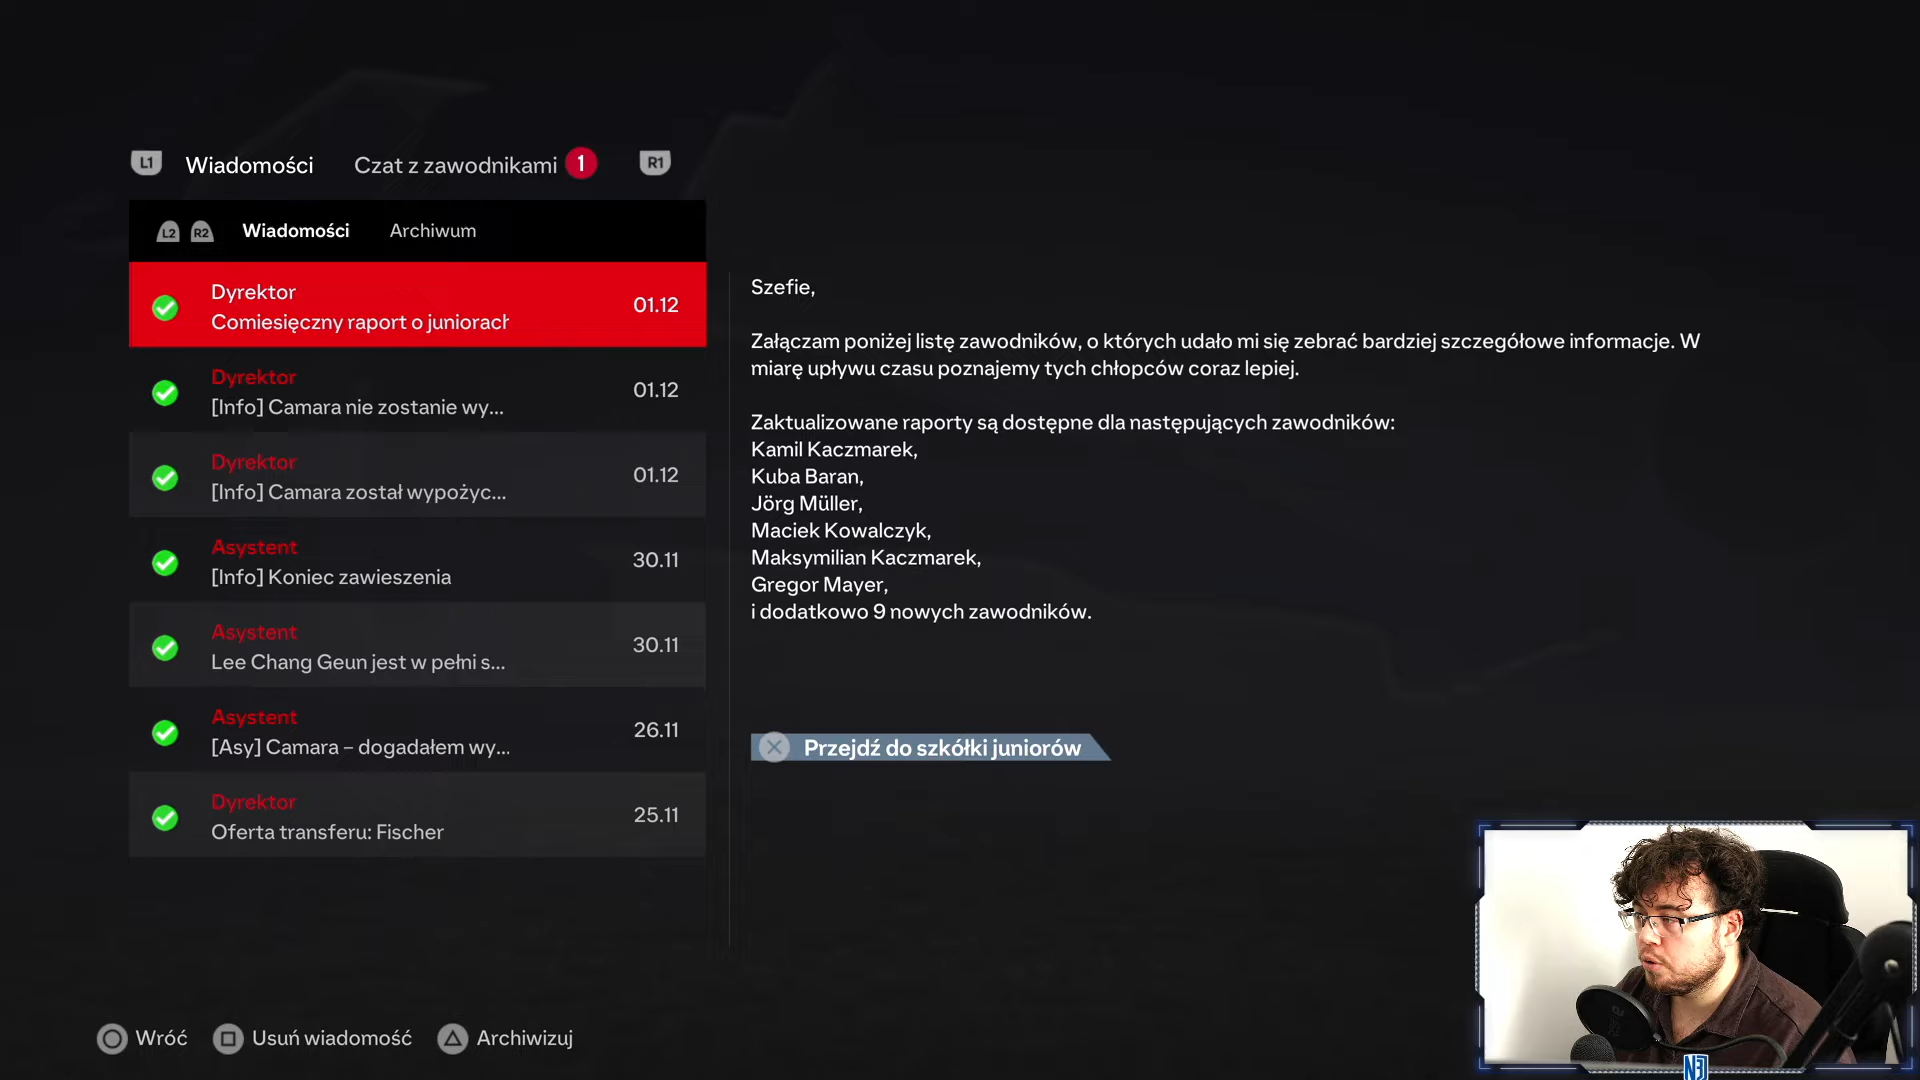 L1 Wiadomości Czat z zawodnikami 1 R1
L2 R2 Wiadomości Archiwum
Dyrektor
Comiesięczny raport o juniorach
01.12
Dyrektor
[Info] Camara nie zostanie wy...
01.12
Dyrektor
[Info] Camara został wypożyc...
01.12
Asystent
[Info] Koniec zawieszenia
30.11
Asystent
Lee Chang Geun jest w pełni s...
30.11
Asystent
[Asy] Camara – dogadałem wy...
26.11
Dyrektor
Oferta transferu: Fischer
25.11
Szefie,
Załączam poniżej listę zawodników, o których udało mi się zebrać bardziej szczegółowe informacje. W
miarę upływu czasu poznajemy tych chłopców coraz lepiej.
Zaktualizowane raporty są dostępne dla następujących zawodników:
Kamil Kaczmarek,
Kuba Baran,
Jörg Müller,
Maciek Kowalczyk,
Maksymilian Kaczmarek,
Gregor Mayer,
i dodatkowo 9 nowych zawodników.
Przejdź do szkółki juniorów
Wróć Usuń wiadomość Archiwizuj